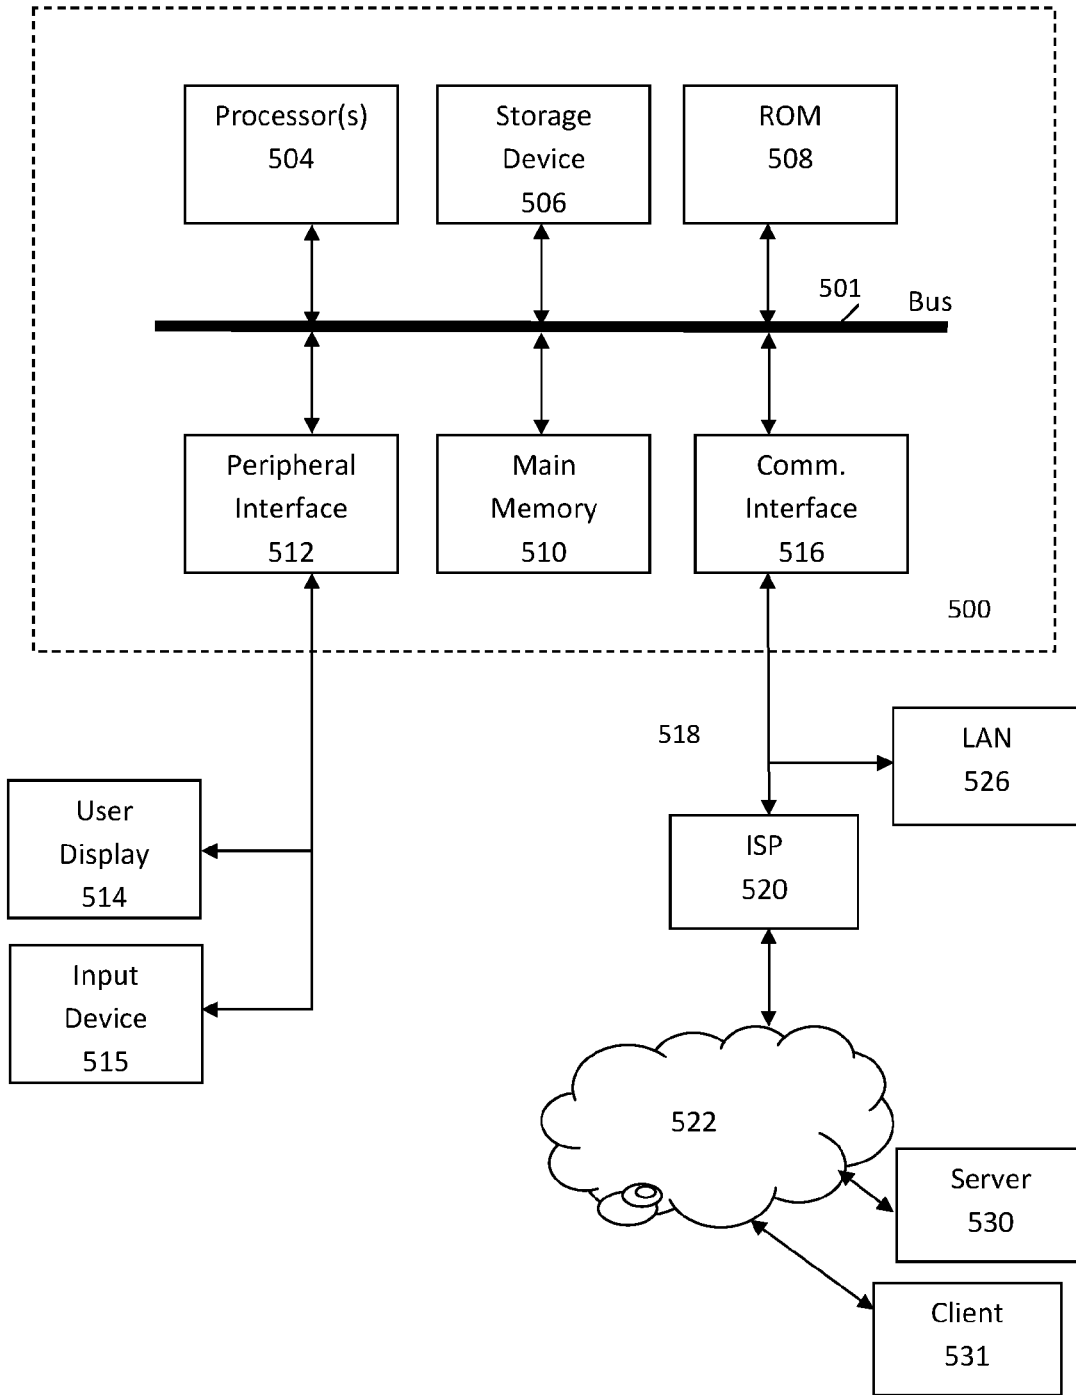 Processor(s)
504
Storage
Device
506
ROM
508
501
Bus
Peripheral
Interface
512
Main
Memory
510
Comm.
Interface
516
500
518
LAN
526
User
Display
514
ISP
520
Input
Device
515
522
Server
530
Client
531